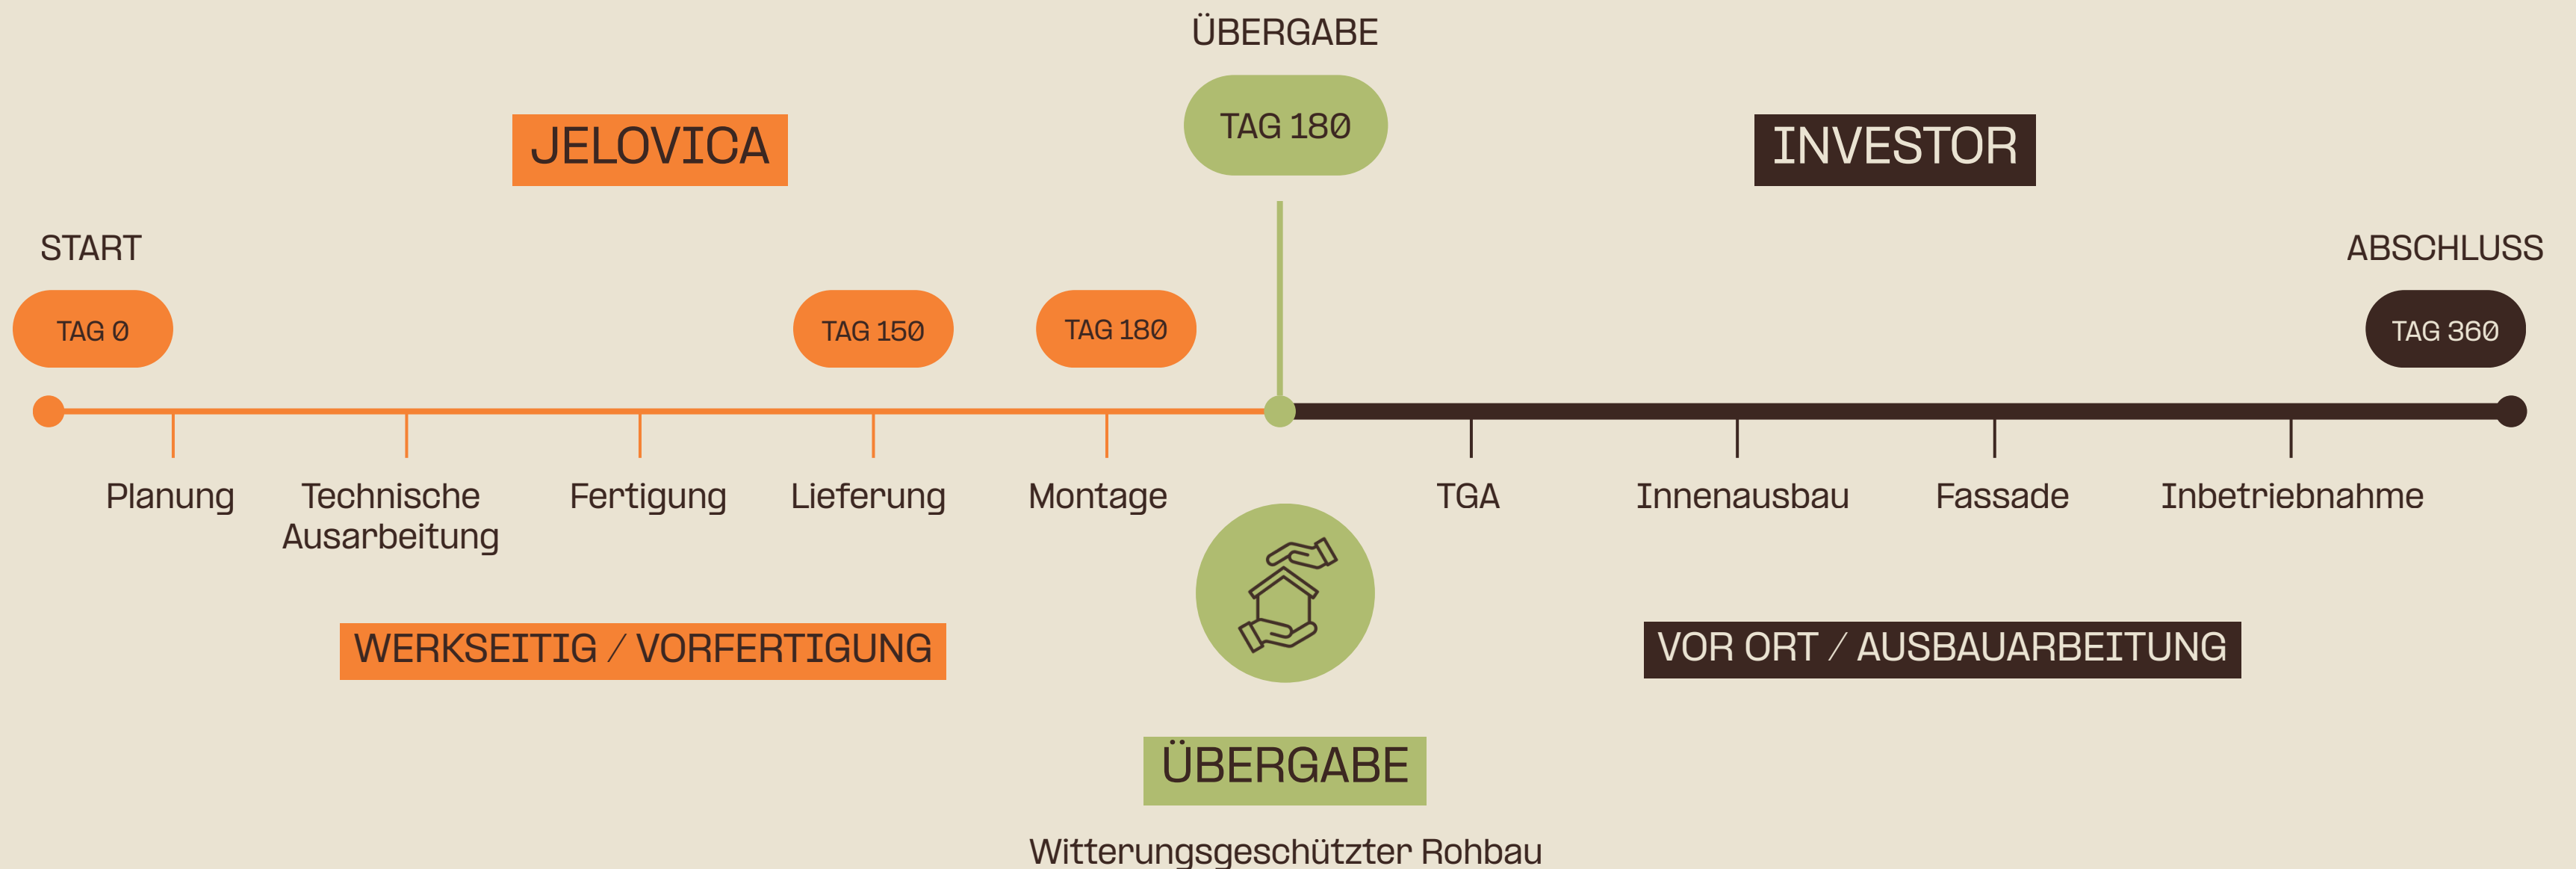 ÜBERGABE
TAG 180
JELOVICA
INVESTOR
START
ABSCHLUSS
TAG 0
TAG 150
TAG 180
TAG 360
Planung
Technische
Ausarbeitung
Fertigung
Lieferung
Montage
TGA
Innenausbau
Fassade
Inbetriebnahme
WERKSEITIG / VORFERTIGUNG
VOR ORT / AUSBAUARBEITUNG
ÜBERGABE
Witterungsgeschützter Rohbau